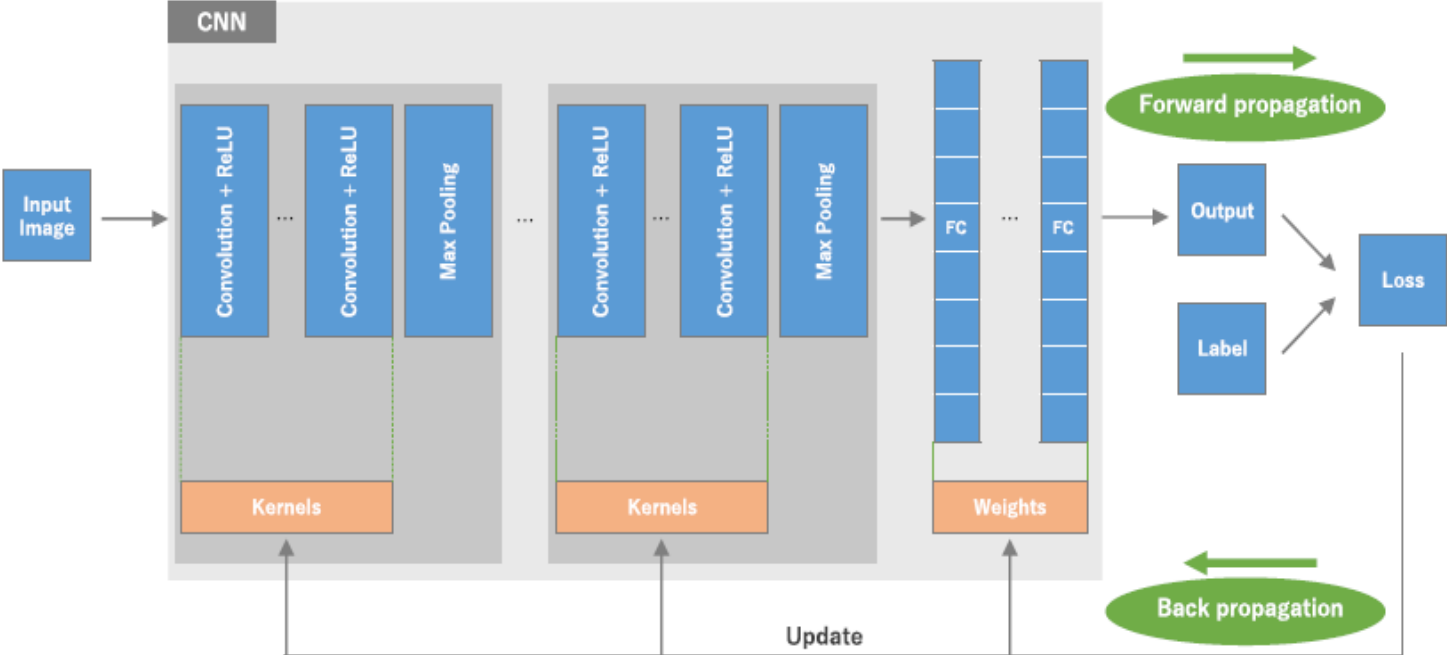 CNN
Forward propagation
Input
Image
Convolution + ReLU
...
Convolution + ReLU
Max Pooling
...
Convolution + ReLU
...
Convolution + ReLU
Max Pooling
FC
...
FC
Output
Label
Loss
Kernels
Kernels
Weights
Back propagation
Update